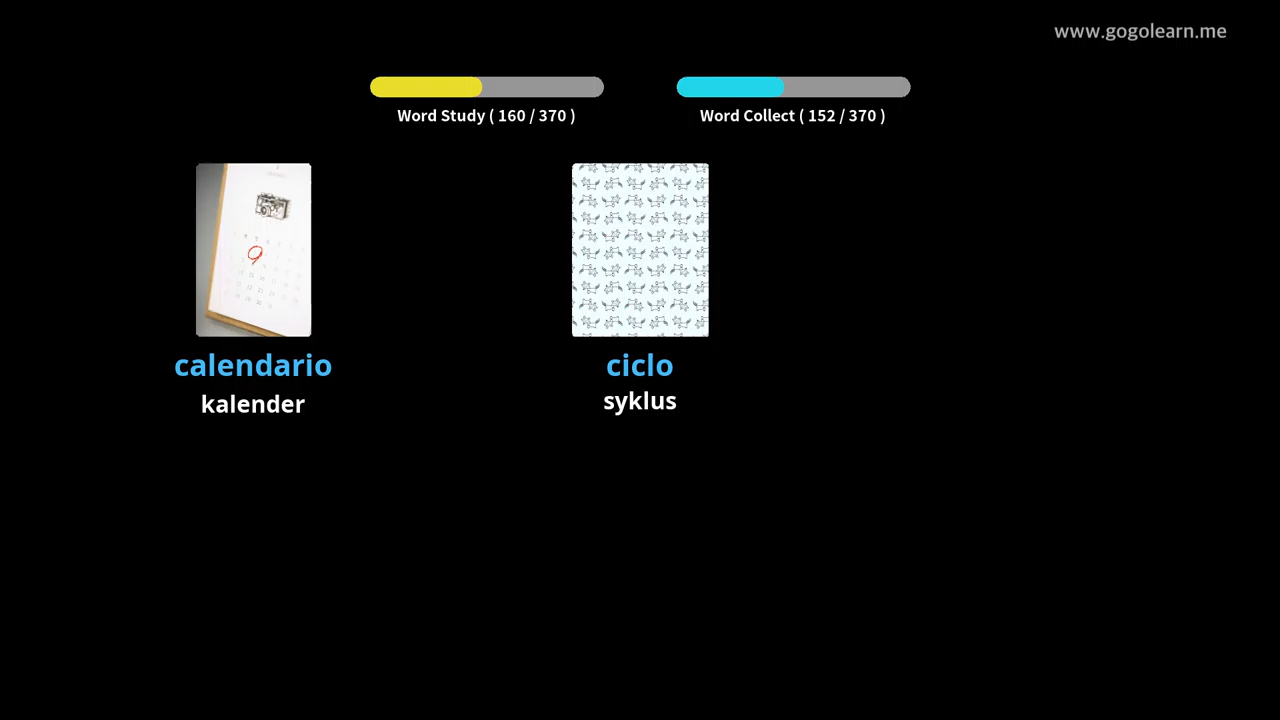 www.gogolearn.me
Word Study ( 160 / 370 )
Word Collect ( 152 / 370 )
calendario
kalender
ciclo
syklus